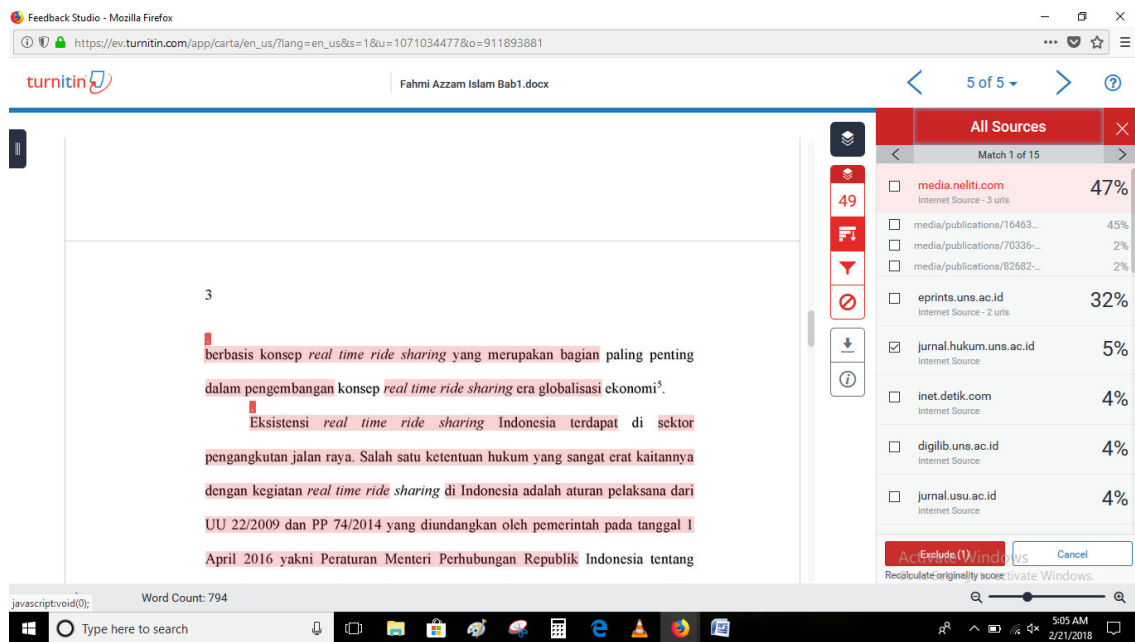 Feedback Studio - Mozilla Firefox
https://ev.turnitin.com/app/carta/en_us/?lang=en_us&s=1&u=1071034477&o=911893881
turnitin
Fahmi Azzam Islam Bab1.docx
5 of 5
All Sources
Match 1 of 15
49
media.neliti.com
47%
Internet Source - 3 urls
media/publications/16463...
45%
media/publications/70336-...
2%
media/publications/82682-...
2%
eprints.uns.ac.id
32%
Internet Source - 2 urls
jurnal.hukum.uns.ac.id
5%
Internet Source
inet.detik.com
4%
Internet Source
digilib.uns.ac.id
4%
Internet Source
jurnal.usu.ac.id
4%
Internet Source
Exclude (1)
Cancel
Recalculate originality score
Activate Windows
3
berbasis konsep real time ride sharing yang merupakan bagian paling penting
dalam pengembangan konsep real time ride sharing era globalisasi ekonomi⁵.
Eksistensi real time ride sharing Indonesia terdapat di sektor
pengangkutan jalan raya. Salah satu ketentuan hukum yang sangat erat kaitannya
dengan kegiatan real time ride sharing di Indonesia adalah aturan pelaksana dari
UU 22/2009 dan PP 74/2014 yang diundangkan oleh pemerintah pada tanggal 1
April 2016 yakni Peraturan Menteri Perhubungan Republik Indonesia tentang
javascript:void(0);
Word Count: 794
Type here to search
5:05 AM
2/21/2018